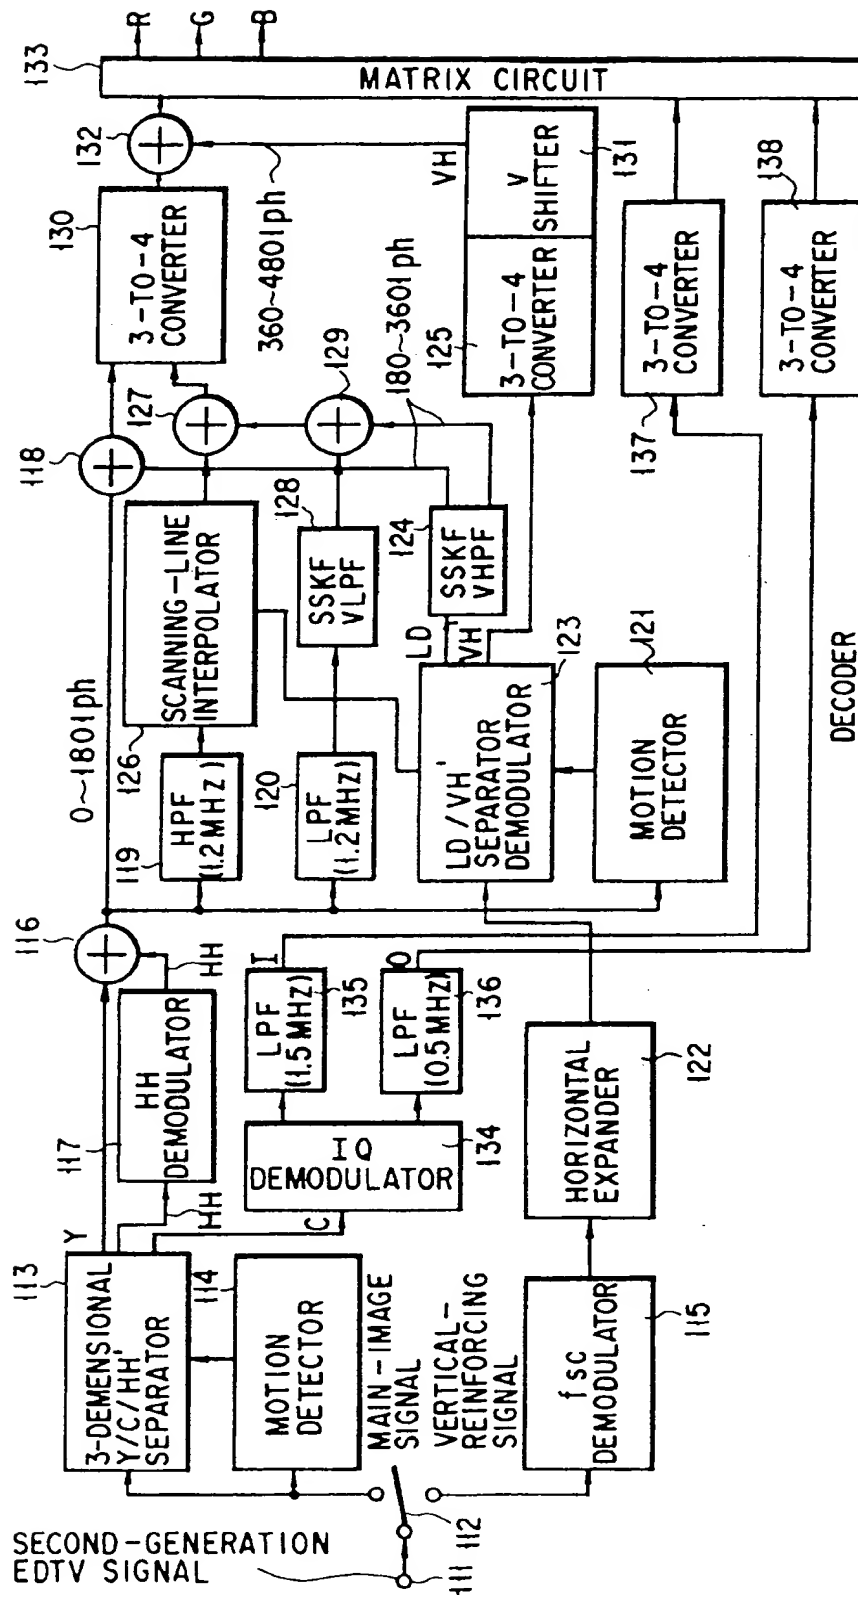 SECOND-GENERATION
EDTV SIGNAL
111
112
MAIN-IMAGE
SIGNAL
VERTICAL-
REINFORCING
SIGNAL
113
3-DEMENSIONAL
Y/C/HH'
SEPARATOR
114
MOTION
DETECTOR
115
fsc
DEMODULATOR
Y
HH'
C
117
HH
DEMODULATOR
HH
116
IQ
DEMODULATOR
134
I
LPF
(1.5MHZ)
135
Q
LPF
(0.5MHZ)
136
HORIZONTAL
EXPANDER
122
0~180lph
119
HPF
(1.2MHZ)
120
LPF
(1.2MHZ)
126
SCANNING-LINE
INTERPOLATOR
128
SSKF
VLPF
LD/VH'
SEPARATOR
DEMODULATOR
123
MOTION
DETECTOR
121
LD
VH
124
SSKF
VHPF
118
127
129
180~360lph
130
3-TO-4
CONVERTER
125
3-TO-4
CONVERTER
V
SHIFTER
131
VH
360~480lph
132
137
3-TO-4
CONVERTER
138
3-TO-4
CONVERTER
133
MATRIX CIRCUIT
R
G
B
DECODER